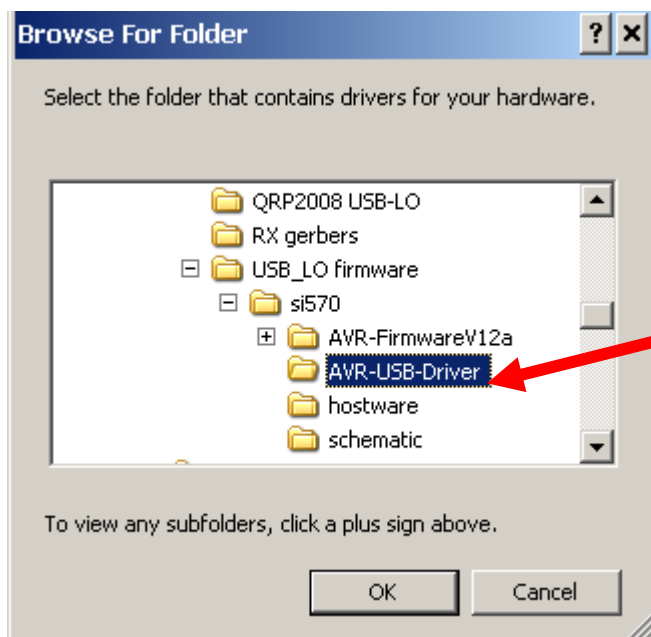 Browse For Folder
Select the folder that contains drivers for your hardware.
QRP2008 USB-LO
RX gerbers
USB_LO firmware
si570
AVR-FirmwareV12a
AVR-USB-Driver
hostware
schematic
To view any subfolders, click a plus sign above.
OK Cancel